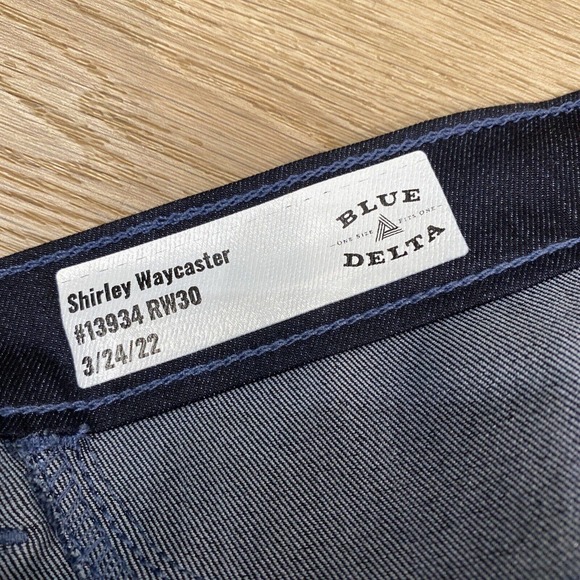 Shirley Waycaster
#13934 RW30
3/24/22
BLUE
ONE SIZE FITS ONE
DELTA